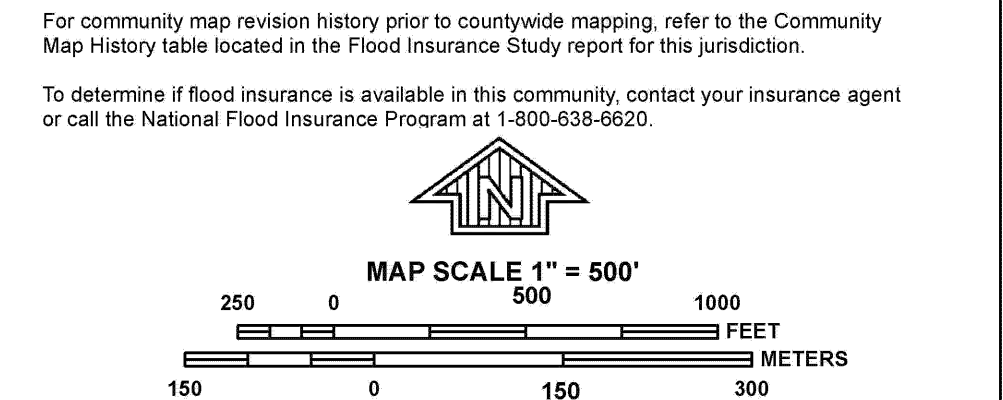 For community map revision history prior to countywide mapping, refer to the Community
Map History table located in the Flood Insurance Study report for this jurisdiction.
To determine if flood insurance is available in this community, contact your insurance agent
or call the National Flood Insurance Program at 1-800-638-6620.
N
MAP SCALE 1" = 500'
250 0 500 1000
FEET
METERS
150 0 150 300